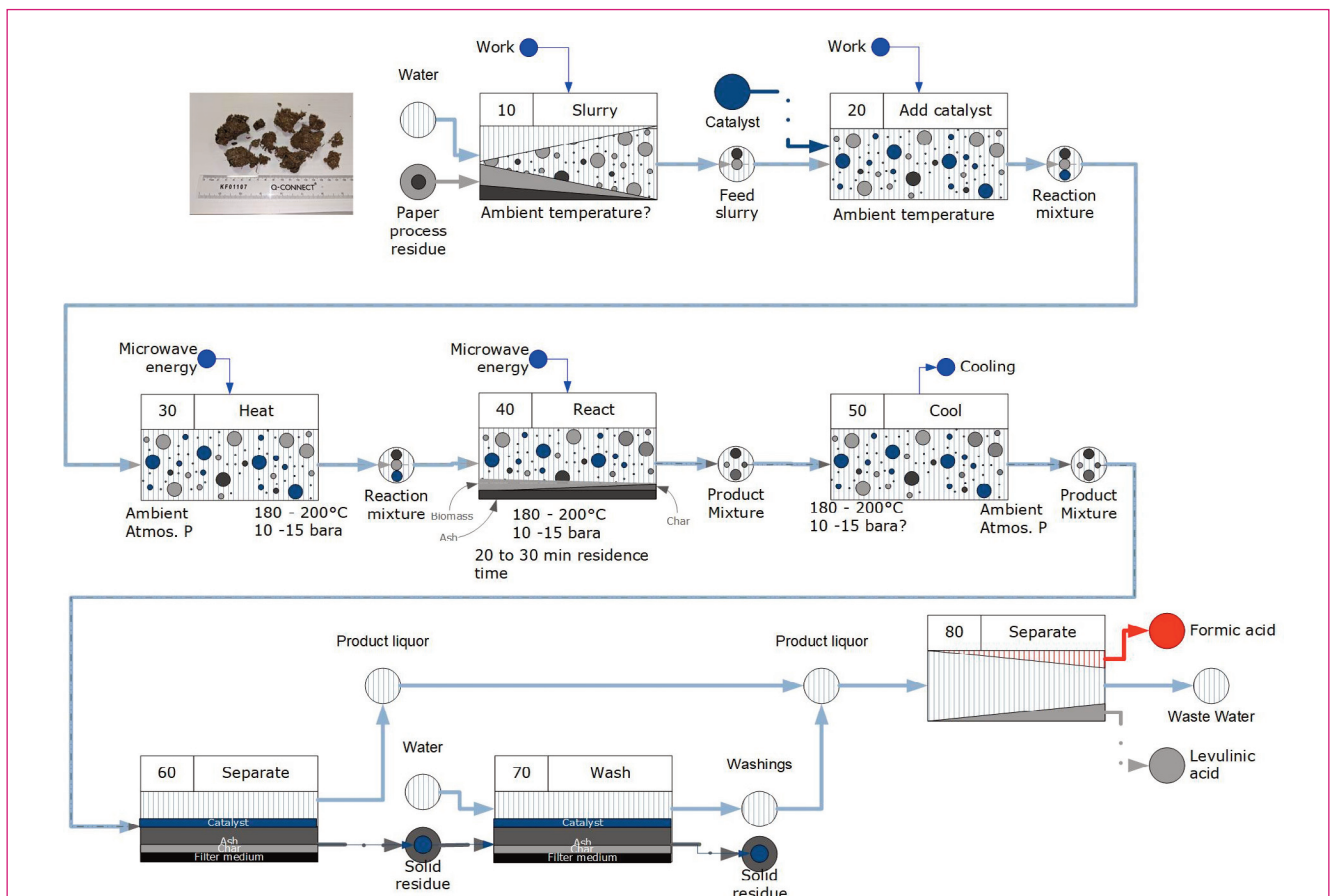 Work
Water
10
Slurry
Catalyst
Work
20
Add catalyst
KF01107
Q-CONNECT
Paper
process
residue
Ambient temperature?
Feed
slurry
Ambient temperature
Reaction
mixture
Microwave
energy
30
Heat
Ambient
Atmos. P
180 - 200°C
10 -15 bara
Reaction
mixture
Microwave
energy
40
React
Biomass
Ash
Char
180 - 200°C
10 -15 bara
20 to 30 min residence
time
Product
Mixture
Cooling
50
Cool
180 - 200°C
10 -15 bara?
Ambient
Atmos. P
Product
Mixture
Product liquor
60
Separate
Catalyst
Ash
Char
Filter medium
Water
Solid
residue
70
Wash
Catalyst
Ash
Char
Filter medium
Washings
Solid
residue
Product liquor
80
Separate
Formic acid
Waste Water
Levulinic
acid